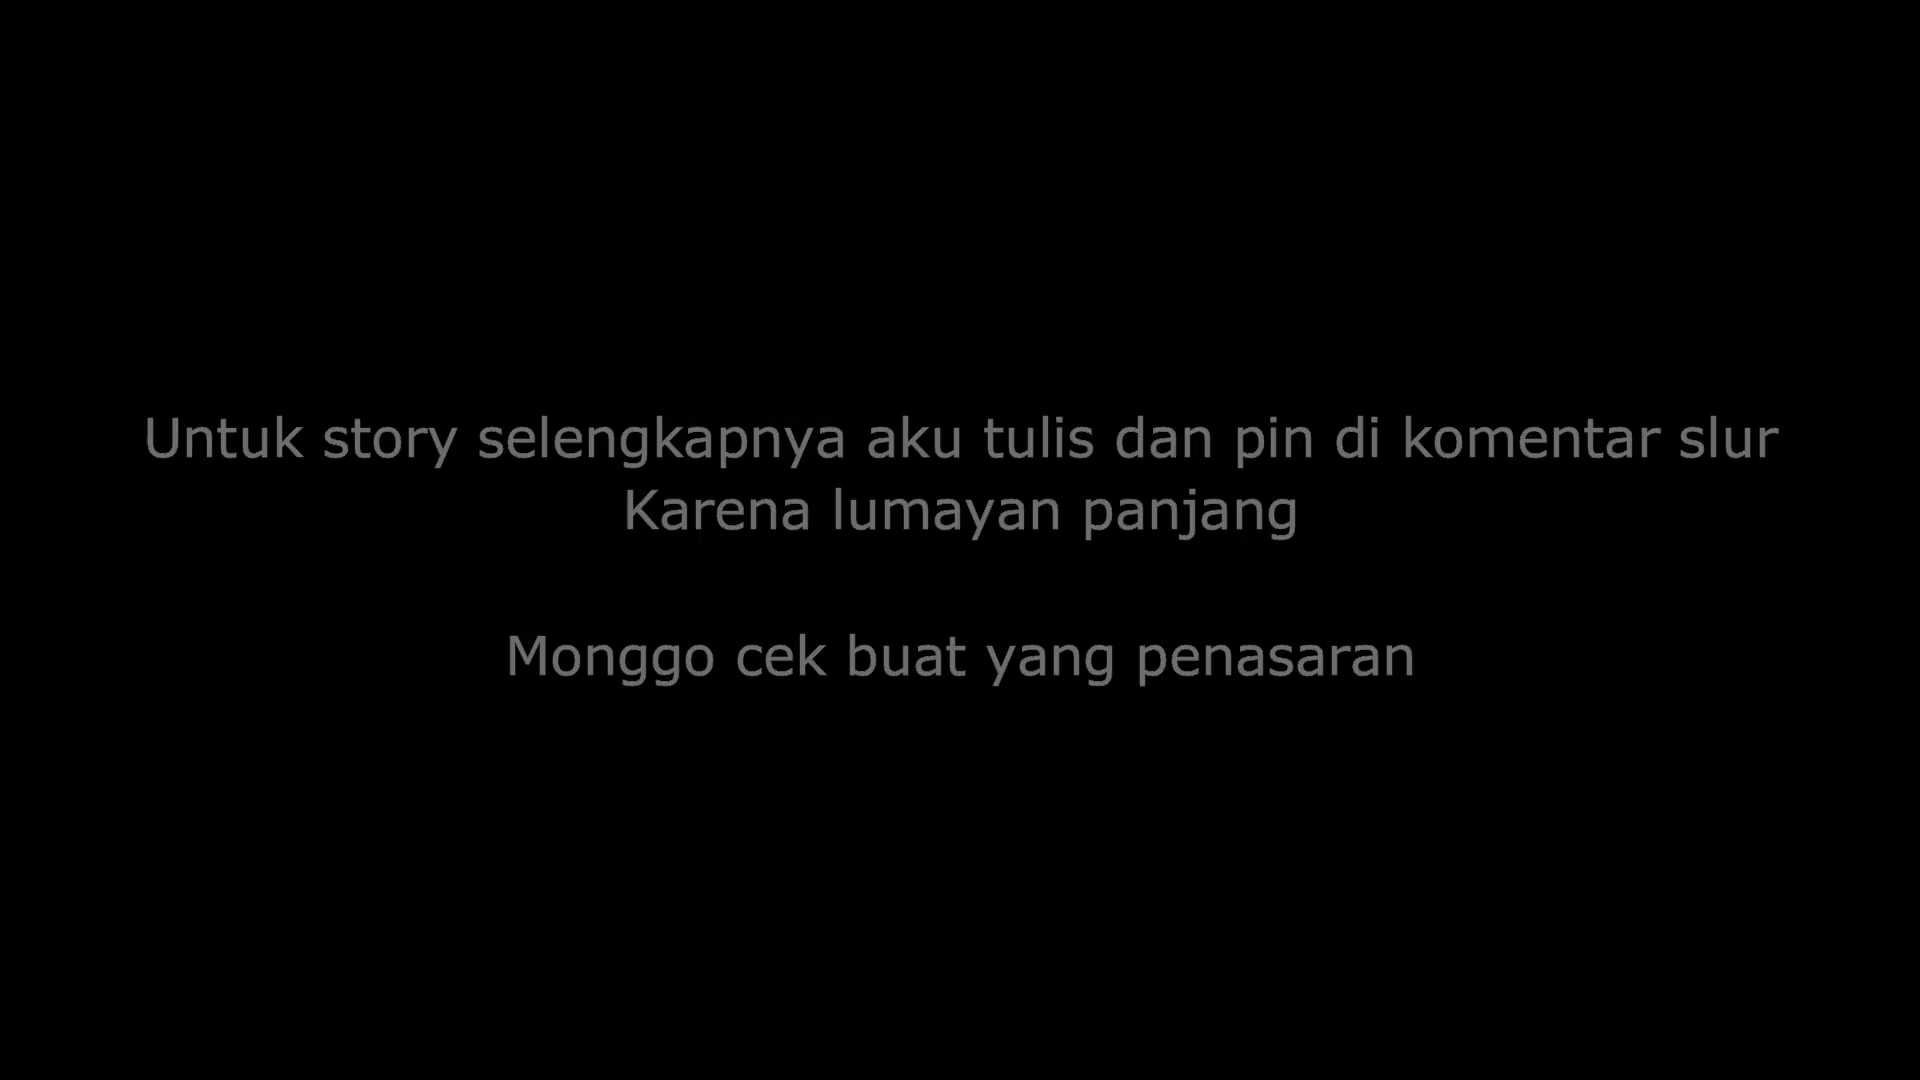 Untuk story selengkapnya aku tulis dan pin di komentar slur
Karena lumayan panjang
Monggo cek buat yang penasaran